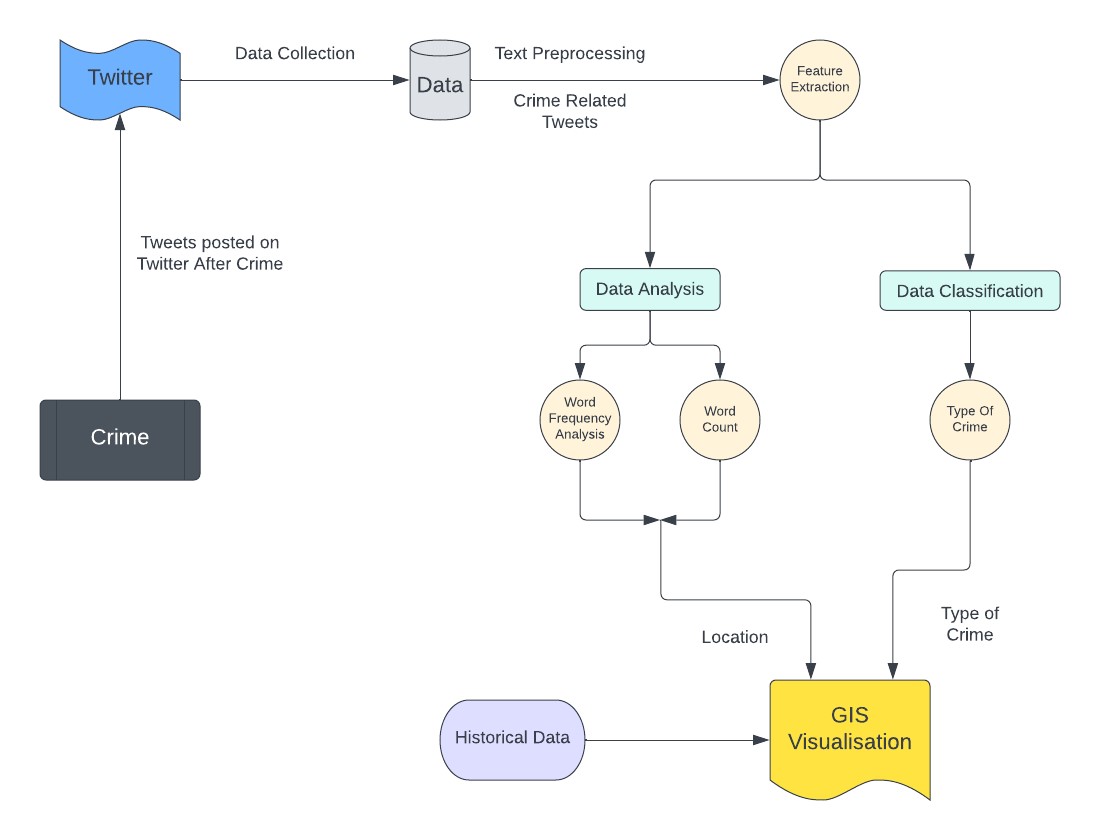 Twitter
Data Collection
Data
Text Preprocessing
Crime Related
Tweets
Feature
Extraction
Tweets posted on
Twitter After Crime
Data Analysis
Data Classification
Word
Frequency
Analysis
Word
Count
Type Of
Crime
Crime
Location
Type of
Crime
Historical Data
GIS
Visualisation